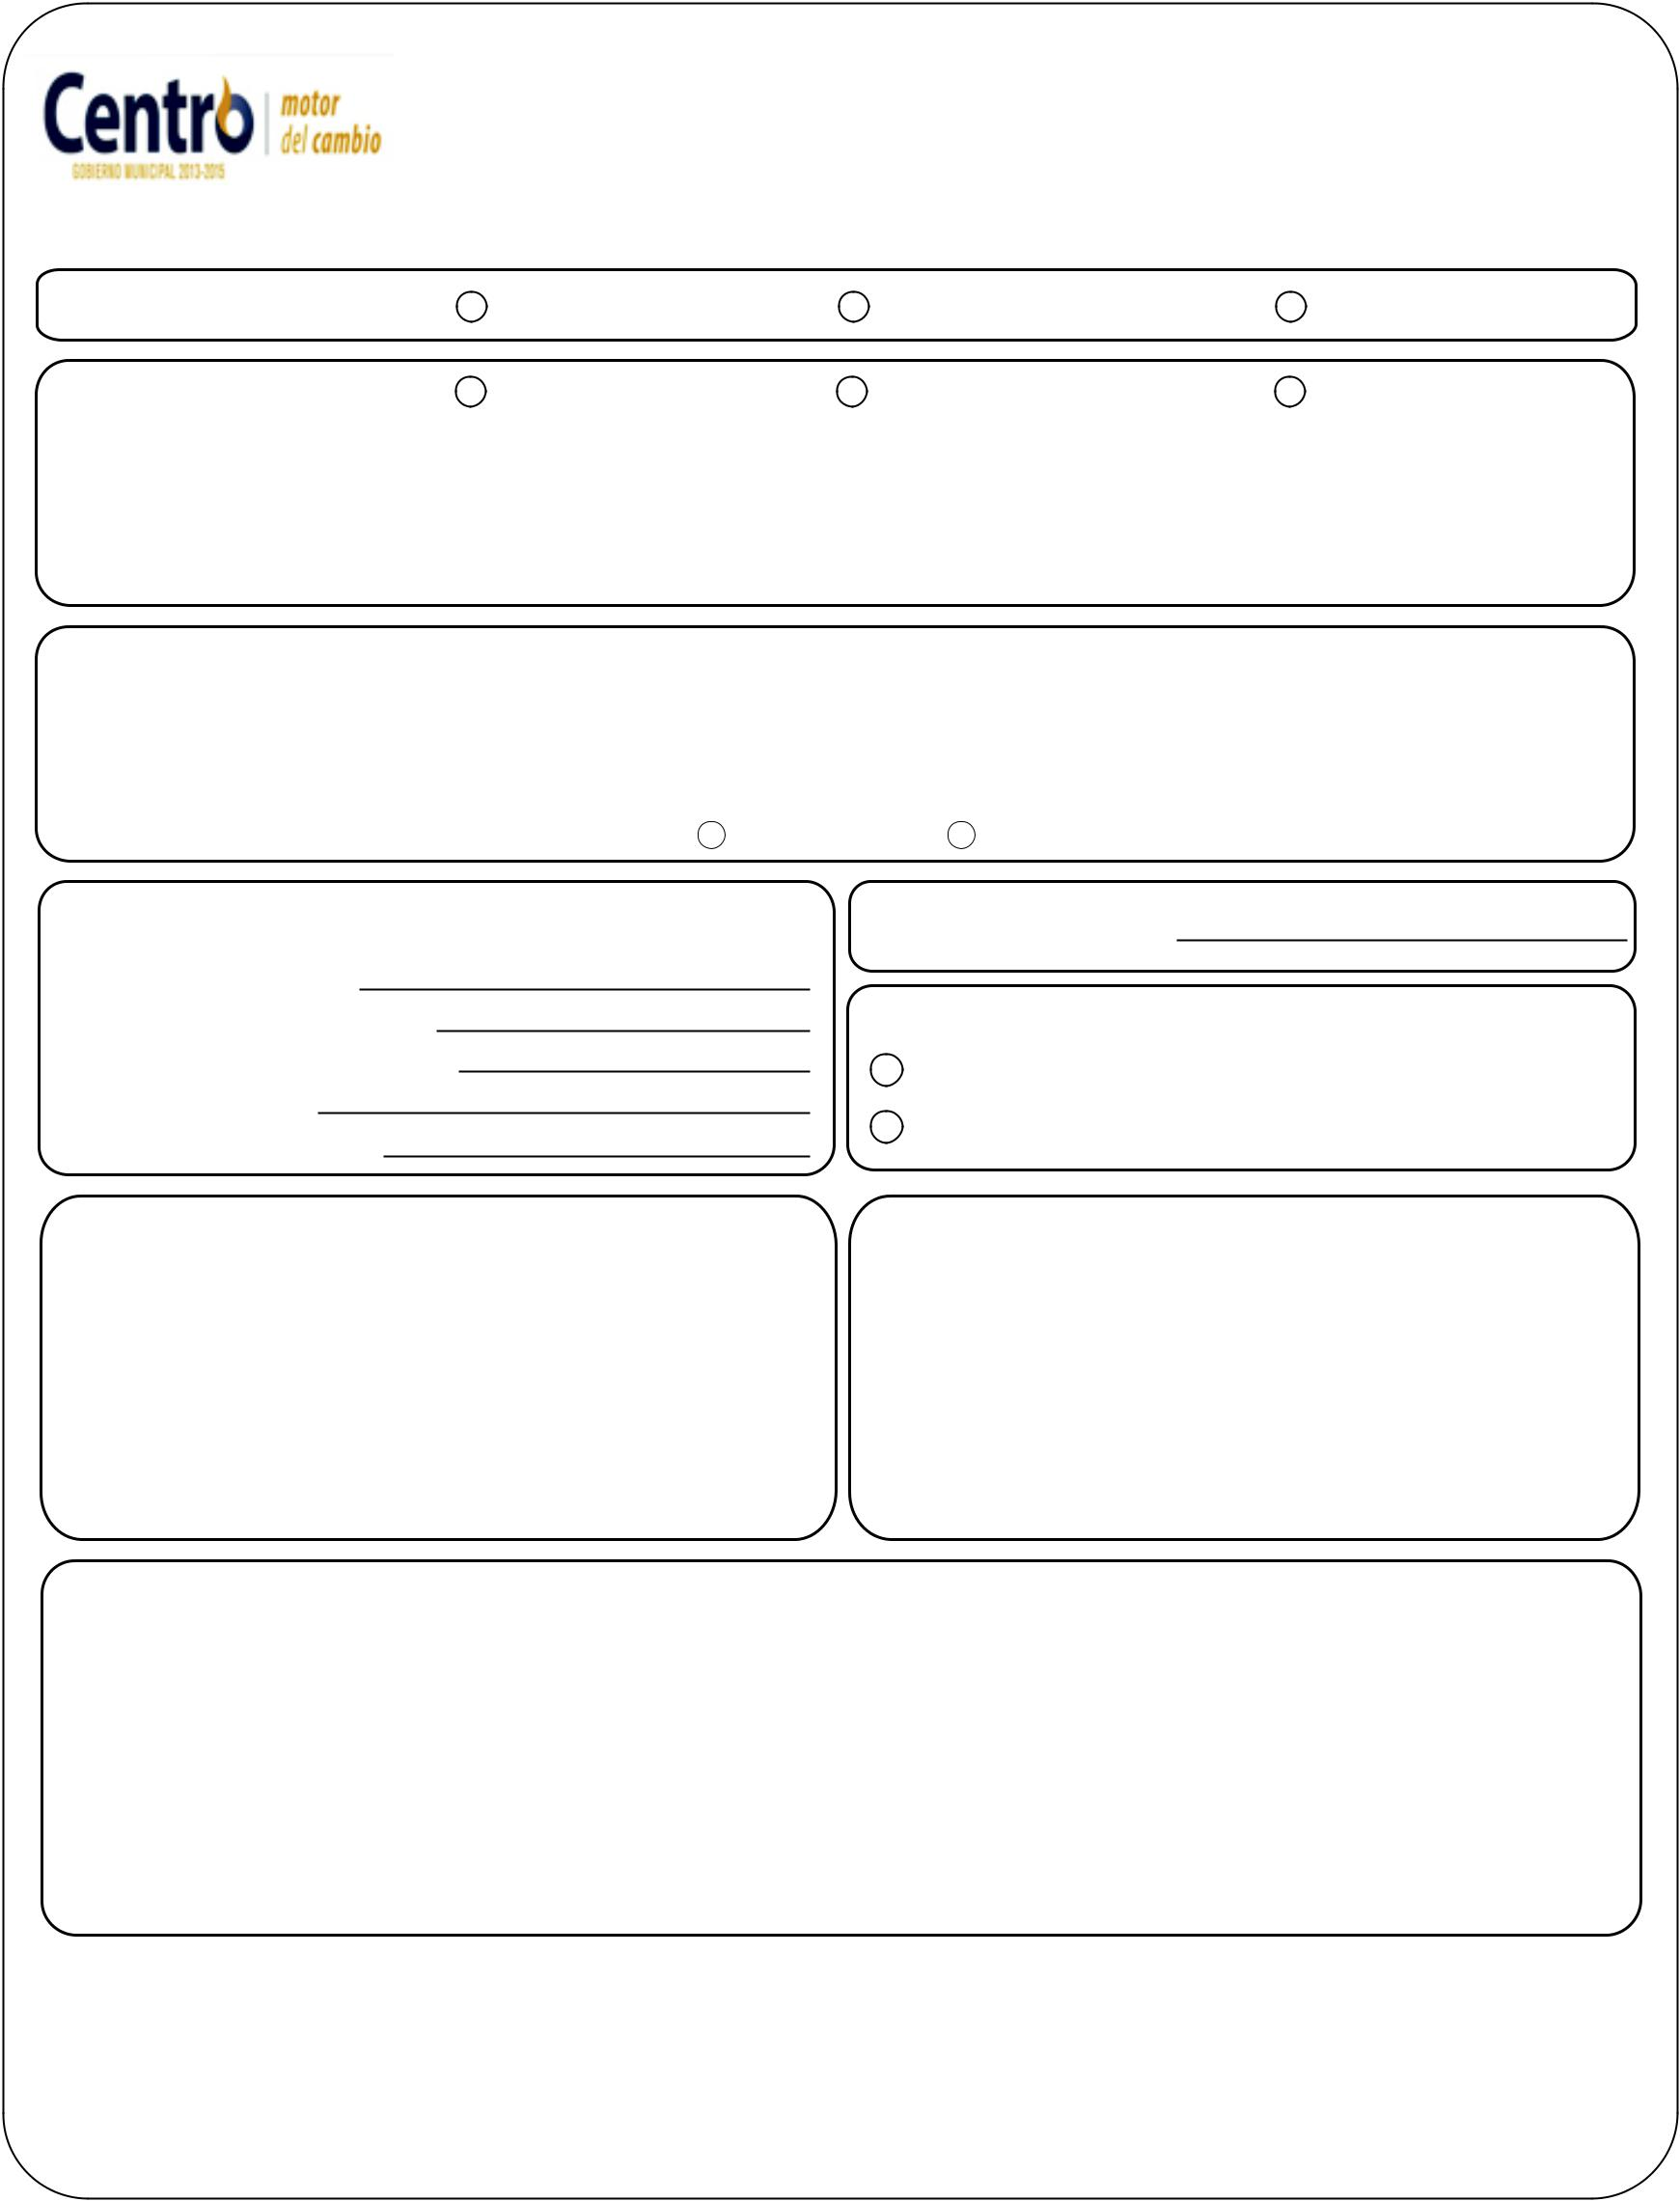 Centro
motor
del cambio
GOBIERNO MUNICIPAL 2013-2015